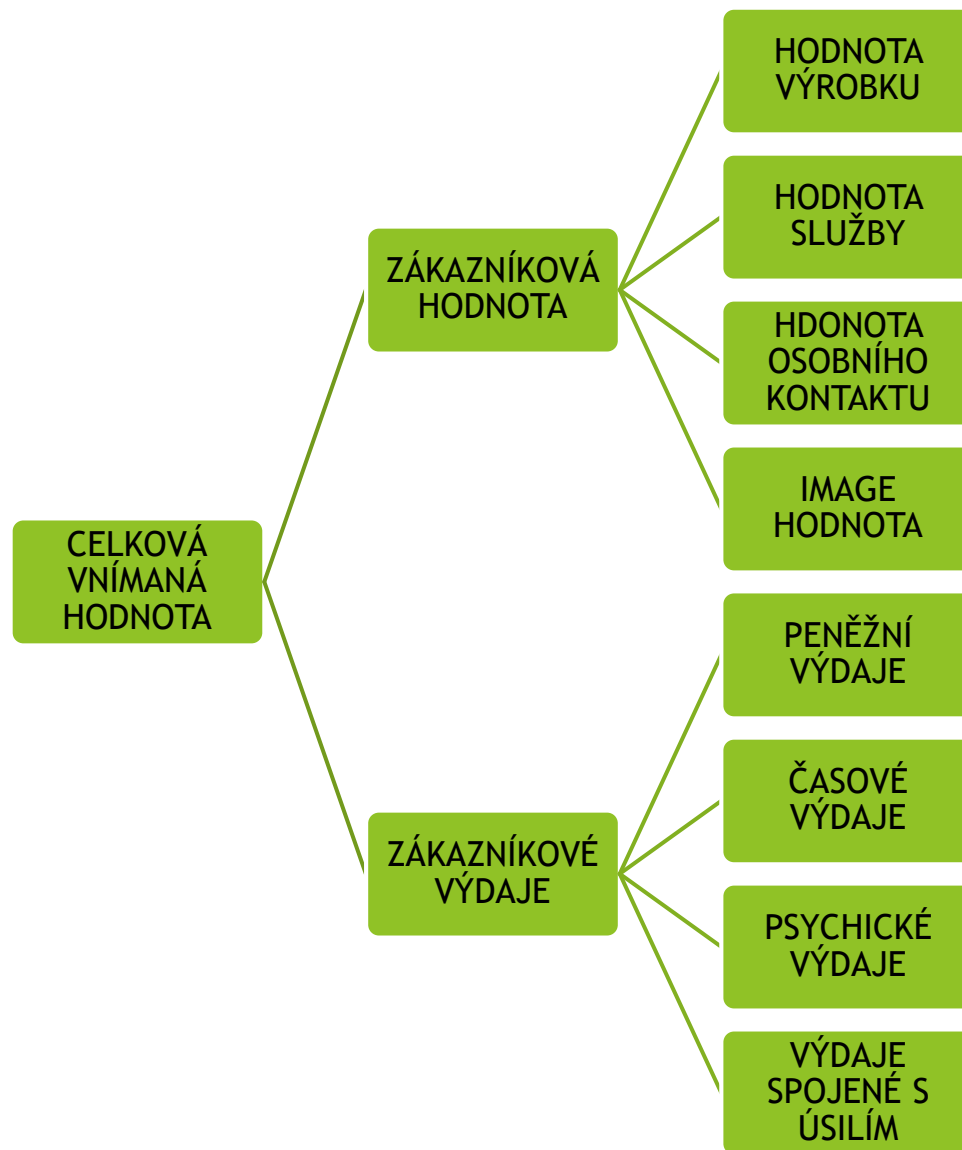 HODNOTA
VÝROBKU
HODNOTA
SLUŽBY
ZÁKAZNÍKOVÁ
HODNOTA
HDONOTA
OSOBNÍHO
KONTAKTU
IMAGE
HODNOTA
CELKOVÁ
VNÍMANÁ
HODNOTA
PENĚŽNÍ
VÝDAJE
ČASOVÉ
VÝDAJE
ZÁKAZNÍKOVÉ
VÝDAJE
PSYCHICKÉ
VÝDAJE
VÝDAJE
SPOJENÉ S
ÚSILÍM